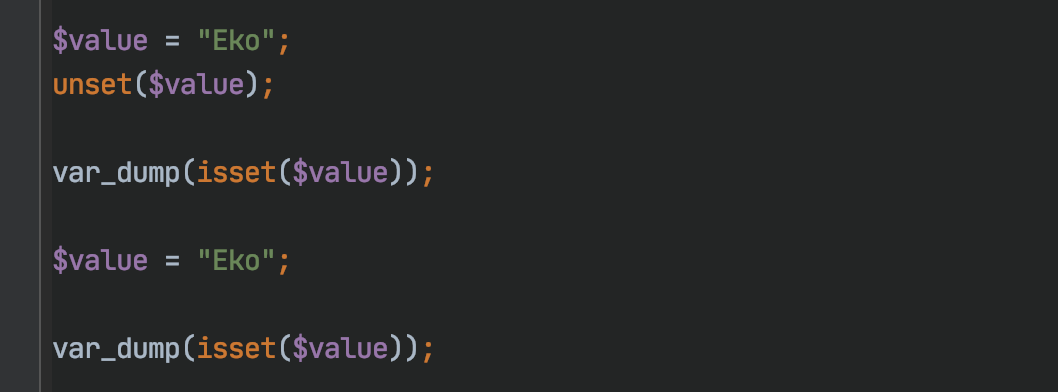 $value = "Eko";
unset($value);
var_dump(isset($value));
$value = "Eko";
var_dump(isset($value));